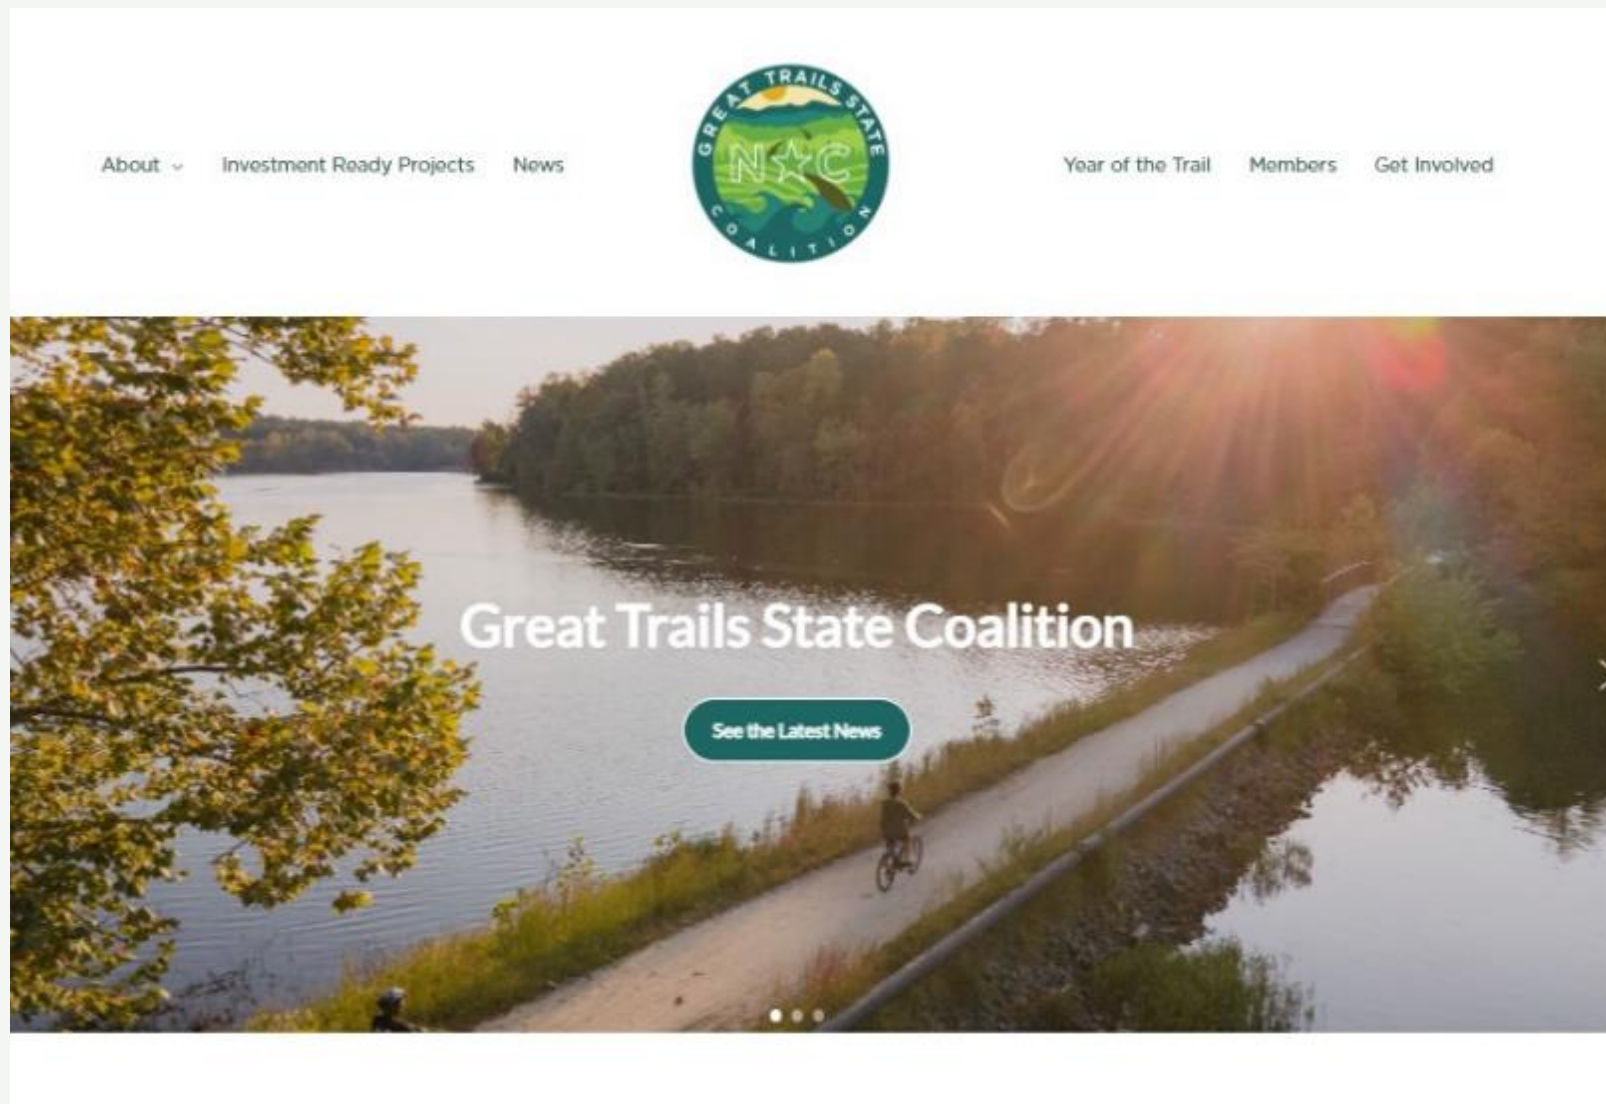 About
Investment Ready Projects
News
GREAT TRAILS STATE
N C
COALITION
Year of the Trail
Members
Get Involved
Great Trails State Coalition
See the Latest News